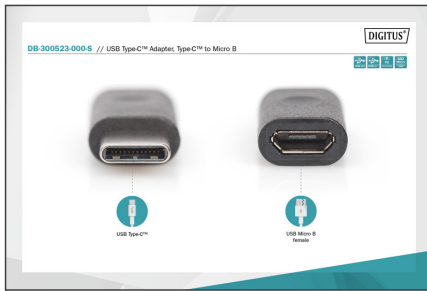 DIGITUS®
DB-300523-000-S // USB Type-C™ Adapter, Type-C™ to Micro B
USB Type-C™
USB Micro B
female